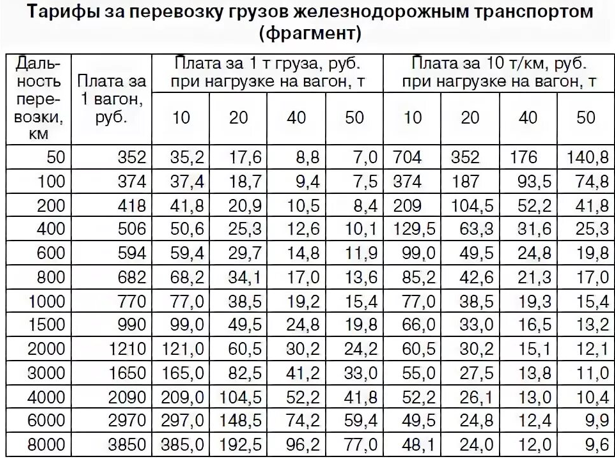 Тарифы за перевозку грузов железнодорожным транспортом
(фрагмент)
Даль-
ность
пере-
возки,
км
Плата за
1 вагон,
руб.
Плата за 1 т груза, руб.
при нагрузке на вагон, т
Плата за 10 т/км, руб.
при нагрузке на вагон, т
10 20 40 50 10 20 40 50
50 352 35,2 17,6 8,8 7,0 704 352 176 140,8
100 374 37,4 18,7 9,4 7,5 374 187 93,5 74,8
200 418 41,8 20,9 10,5 8,4 209 104,5 52,2 41,8
400 506 50,6 25,3 12,6 10,1 129,5 63,3 31,6 25,3
600 594 59,4 29,7 14,8 11,9 99,0 49,5 24,8 19,8
800 682 68,2 34,1 17,0 13,6 85,2 42,6 21,3 17,0
1000 770 77,0 38,5 19,2 15,4 77,0 38,5 19,3 15,4
1500 990 99,0 49,5 24,8 19,8 66,0 33,0 16,5 13,2
2000 1210 121,0 60,5 30,2 24,2 60,5 30,2 15,1 12,1
3000 1650 165,0 82,5 41,2 33,0 55,0 27,5 13,8 11,0
4000 2090 209,0 104,5 52,2 41,8 52,2 26,1 13,0 10,4
6000 2970 297,0 148,5 74,2 59,4 49,5 24,8 12,4 9,9
8000 3850 385,0 192,5 96,2 77,0 48,1 24,0 12,0 9,6